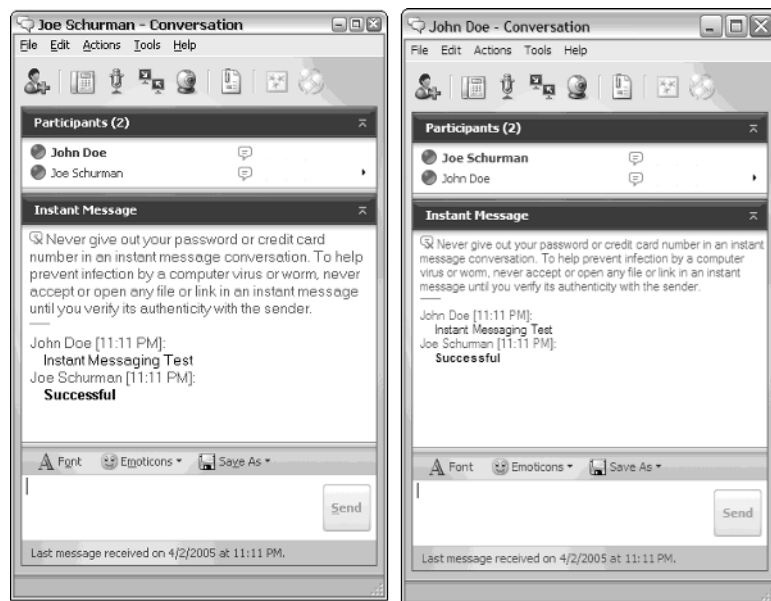 Joe Schurman - Conversation
File Edit Actions Tools Help
Participants (2)
John Doe
Joe Schurman
Instant Message
Never give out your password or credit card
number in an instant message conversation. To help
prevent infection by a computer virus or worm, never
accept or open any file or link in an instant message
until you verify its authenticity with the sender.
John Doe [11:11 PM]:
Instant Messaging Test
Joe Schurman [11:11 PM]:
Successful
A Font Emoticons Save As
Send
Last message received on 4/2/2005 at 11:11 PM.
John Doe - Conversation
File Edit Actions Tools Help
Participants (2)
Joe Schurman
John Doe
Instant Message
Never give out your password or credit card number in an instant
message conversation. To help prevent infection by a computer
virus or worm, never accept or open any file or link in an instant
message until you verify its authenticity with the sender.
John Doe [11:11 PM]:
Instant Messaging Test
Joe Schurman [11:11 PM]:
Successful
A Font Emoticons Save As
Send
Last message received on 4/2/2005 at 11:11 PM.